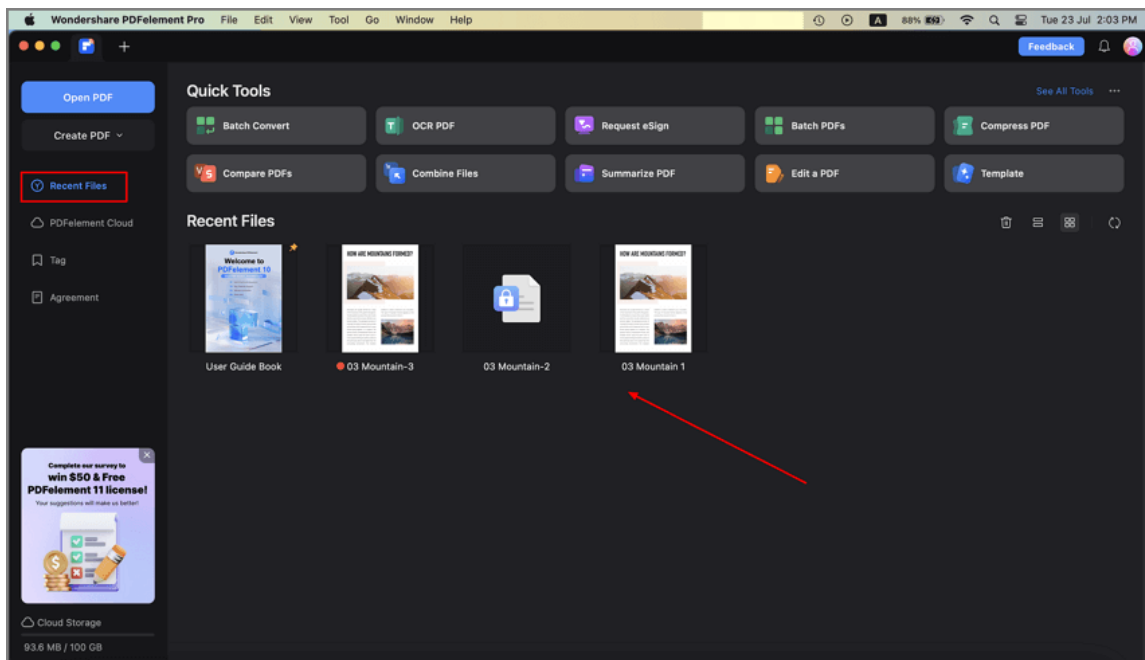 Wondershare PDFelement Pro File Edit View Tool Go Window Help A 88% Tue 23 Jul 2:03 PM
Feedback
Open PDF
Create PDF
Recent Files
PDFelement Cloud
Tag
Agreement
Quick Tools
See All Tools
Batch Convert
OCR PDF
Request eSign
Batch PDFs
Compress PDF
Compare PDFs
Combine Files
Summarize PDF
Edit a PDF
Template
Recent Files
Welcome to
PDFelement 10
HOW ARE MOUNTAINS FORMED?
HOW ARE MOUNTAINS FORMED?
User Guide Book
03 Mountain-3
03 Mountain-2
03 Mountain 1
Complete our survey to
win $50 & Free
PDFelement 11 license!
Your suggestions will make us better!
Cloud Storage
93.6 MB / 100 GB